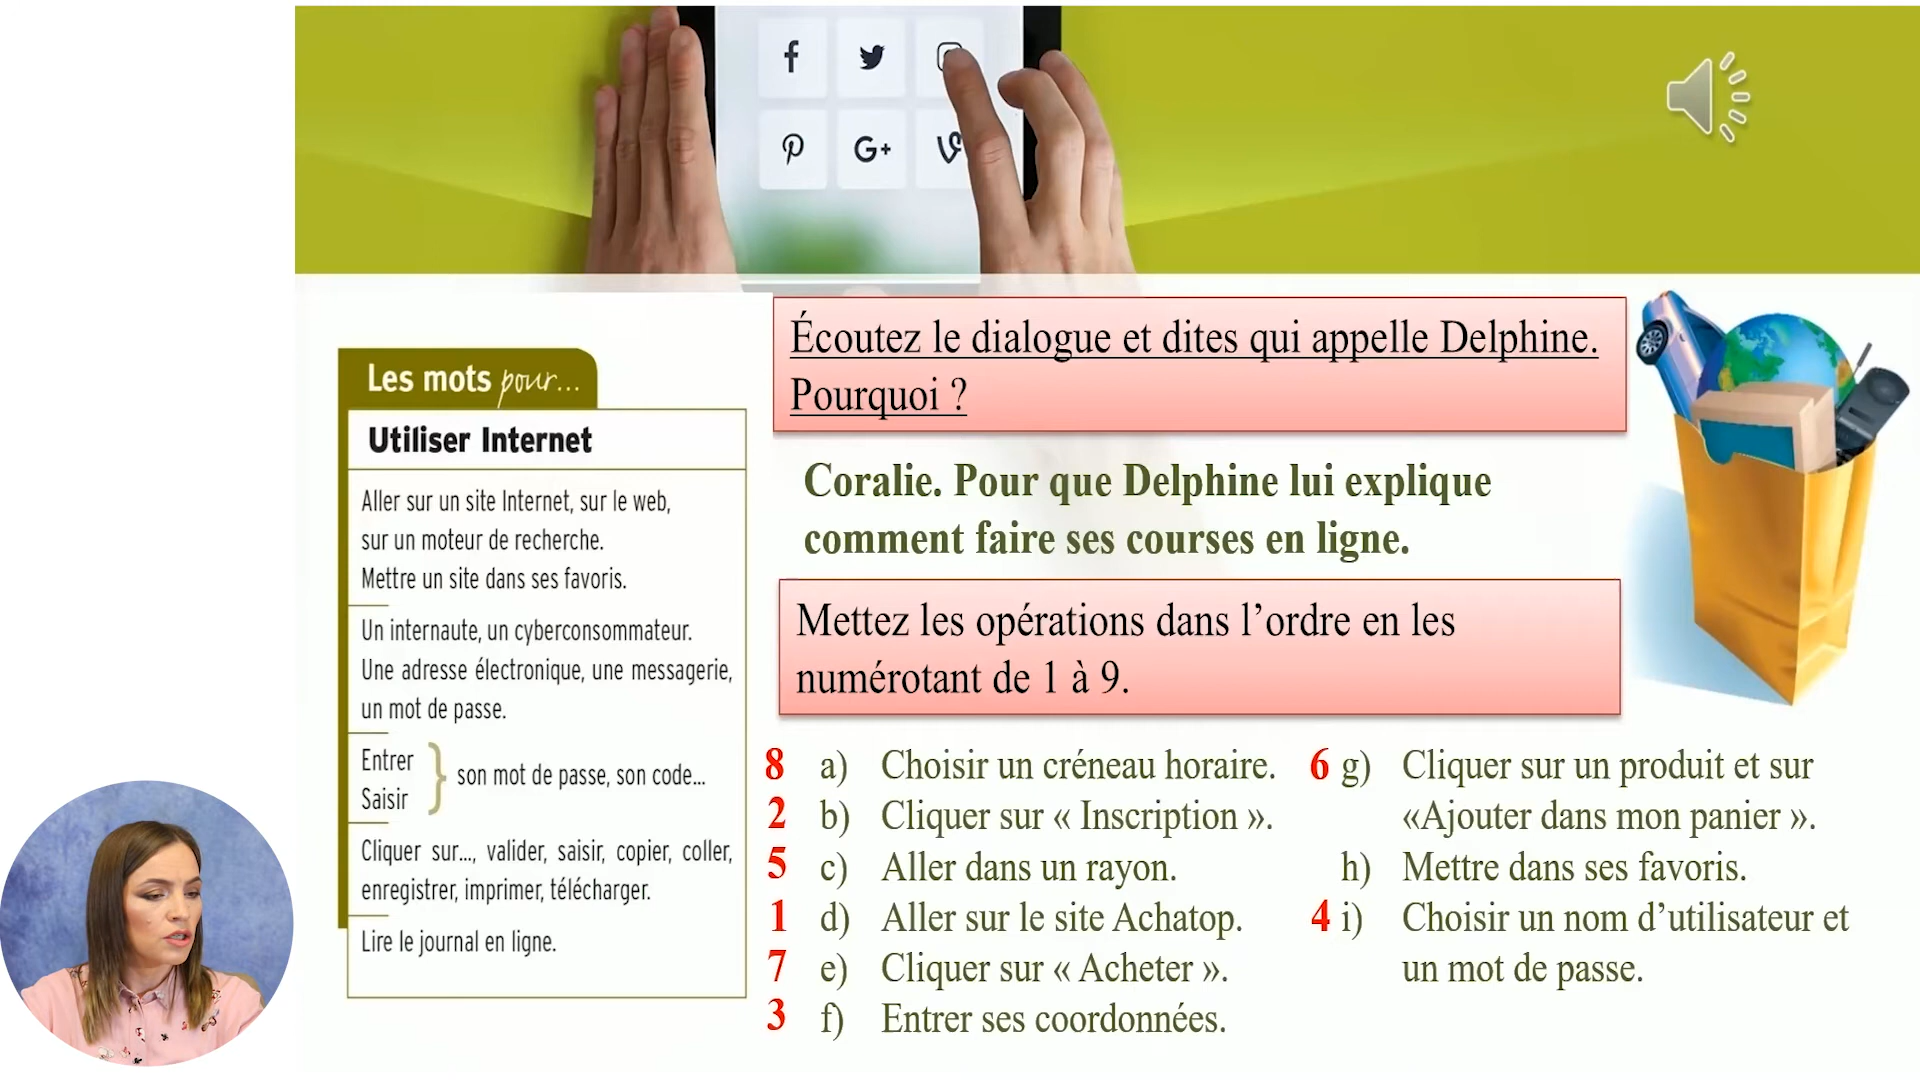 f
G+
Écoutez le dialogue et dites qui appelle Delphine.
Pourquoi ?
Les mots pour...
Utiliser Internet
Aller sur un site Internet, sur le web,
sur un moteur de recherche.
Mettre un site dans ses favoris.
Un internaute, un cyberconsommateur.
Une adresse électronique, une messagerie,
un mot de passe.
Entrer
Saisir
son mot de passe, son code...
Cliquer sur..., valider, saisir, copier, coller,
enregistrer, imprimer, télécharger.
Lire le journal en ligne.
Coralie. Pour que Delphine lui explique
comment faire ses courses en ligne.
Mettez les opérations dans l’ordre en les
numérotant de 1 à 9.
8 a) Choisir un créneau horaire.
2 b) Cliquer sur « Inscription ».
5 c) Aller dans un rayon.
1 d) Aller sur le site Achatop.
7 e) Cliquer sur « Acheter ».
3 f) Entrer ses coordonnées.
6 g) Cliquer sur un produit et sur
«Ajouter dans mon panier ».
h) Mettre dans ses favoris.
4 i) Choisir un nom d’utilisateur et
un mot de passe.